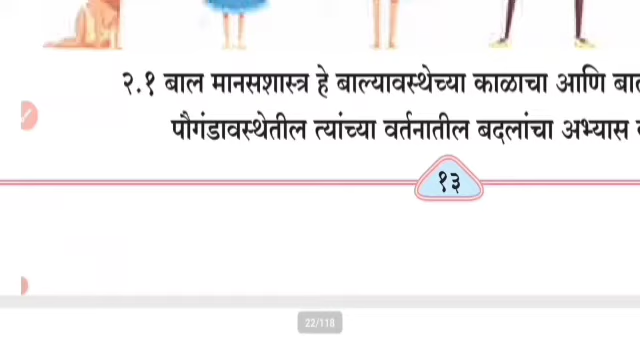 २.१ बाल मानसशास्त्र हे बाल्यावस्थेच्या काळाचा आणि
पौगंडावस्थेतील त्यांच्या वर्तनातील बदलांचा अभ्यास
१३
22/118